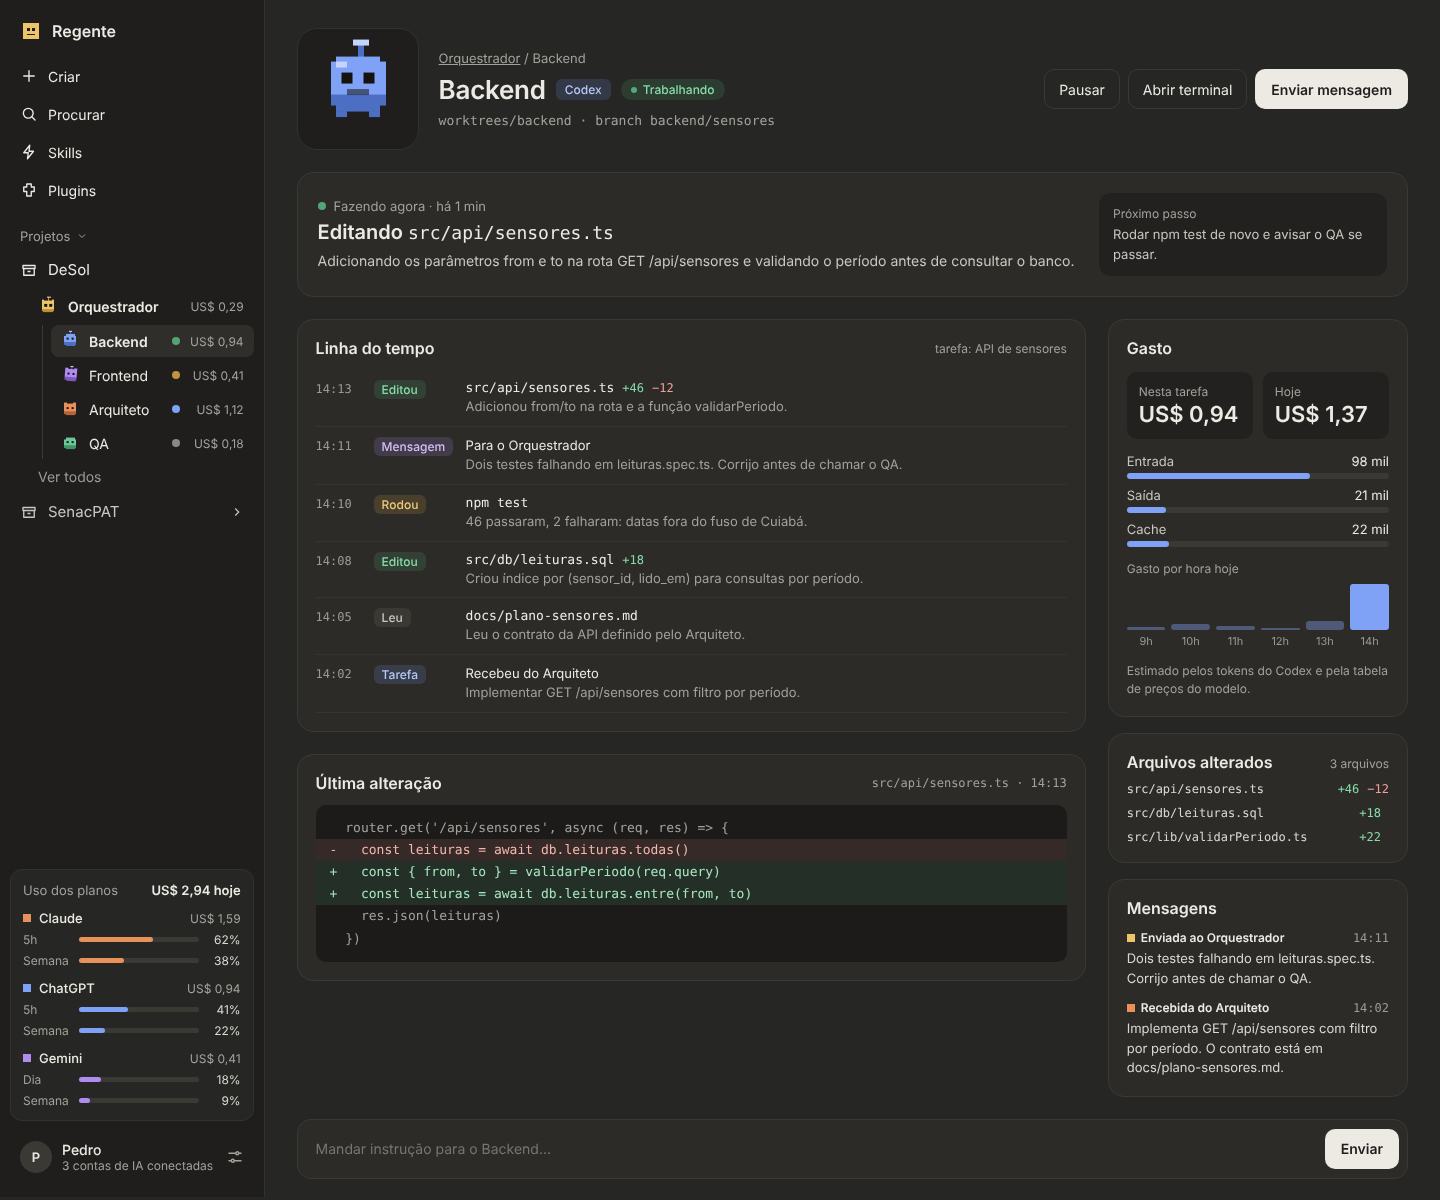 Regente
Criar
Procurar
Skills
Plugins
Projetos
DeSol
Orquestrador US$ 0,29
Backend US$ 0,94
Frontend US$ 0,41
Arquiteto US$ 1,12
QA US$ 0,18
Ver todos
SenacPAT
Uso dos planos US$ 2,94 hoje
Claude US$ 1,59
5h 62%
Semana 38%
ChatGPT US$ 0,94
5h 41%
Semana 22%
Gemini US$ 0,41
Dia 18%
Semana 9%
P
Pedro
3 contas de IA conectadas
Orquestrador / Backend
Backend Codex Trabalhando
worktrees/backend · branch backend/sensores
Pausar
Abrir terminal
Enviar mensagem
Fazendo agora · há 1 min
Editando src/api/sensores.ts
Adicionando os parâmetros from e to na rota GET /api/sensores e validando o período antes de consultar o banco.
Próximo passo
Rodar npm test de novo e avisar o QA se
passar.
Linha do tempo tarefa: API de sensores
14:13 Editou src/api/sensores.ts +46 −12
Adicionou from/to na rota e a função validarPeriodo.
14:11 Mensagem Para o Orquestrador
Dois testes falhando em leituras.spec.ts. Corrijo antes de chamar o QA.
14:10 Rodou npm test
46 passaram, 2 falharam: datas fora do fuso de Cuiabá.
14:08 Editou src/db/leituras.sql +18
Criou índice por (sensor_id, lido_em) para consultas por período.
14:05 Leu docs/plano-sensores.md
Leu o contrato da API definido pelo Arquiteto.
14:02 Tarefa Recebeu do Arquiteto
Implementar GET /api/sensores com filtro por período.
Última alteração src/api/sensores.ts · 14:13
router.get('/api/sensores', async (req, res) => {
- const leituras = await db.leituras.todas()
+ const { from, to } = validarPeriodo(req.query)
+ const leituras = await db.leituras.entre(from, to)
res.json(leituras)
})
Gasto
Nesta tarefa
US$ 0,94
Hoje
US$ 1,37
Entrada 98 mil
Saída 21 mil
Cache 22 mil
Gasto por hora hoje
9h 10h 11h 12h 13h 14h
Estimado pelos tokens do Codex e pela tabela
de preços do modelo.
Arquivos alterados 3 arquivos
src/api/sensores.ts +46 −12
src/db/leituras.sql +18
src/lib/validarPeriodo.ts +22
Mensagens
Enviada ao Orquestrador 14:11
Dois testes falhando em leituras.spec.ts.
Corrijo antes de chamar o QA.
Recebida do Arquiteto 14:02
Implementa GET /api/sensores com filtro
por período. O contrato está em
docs/plano-sensores.md.
Mandar instrução para o Backend...
Enviar